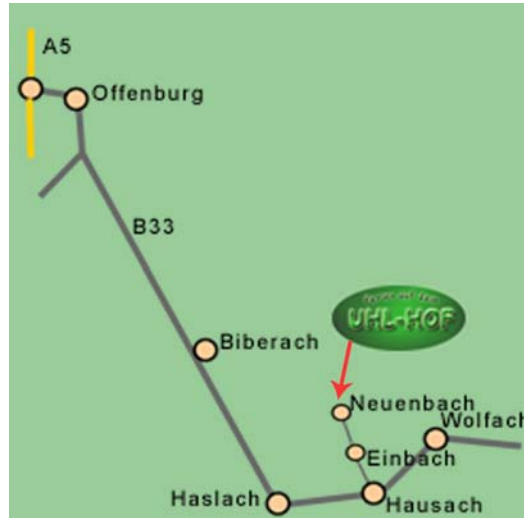 A5
Offenburg
B33
UHL-HOF
Biberach
Neuenbach
Wolfach
Einbach
Haslach
Hausach